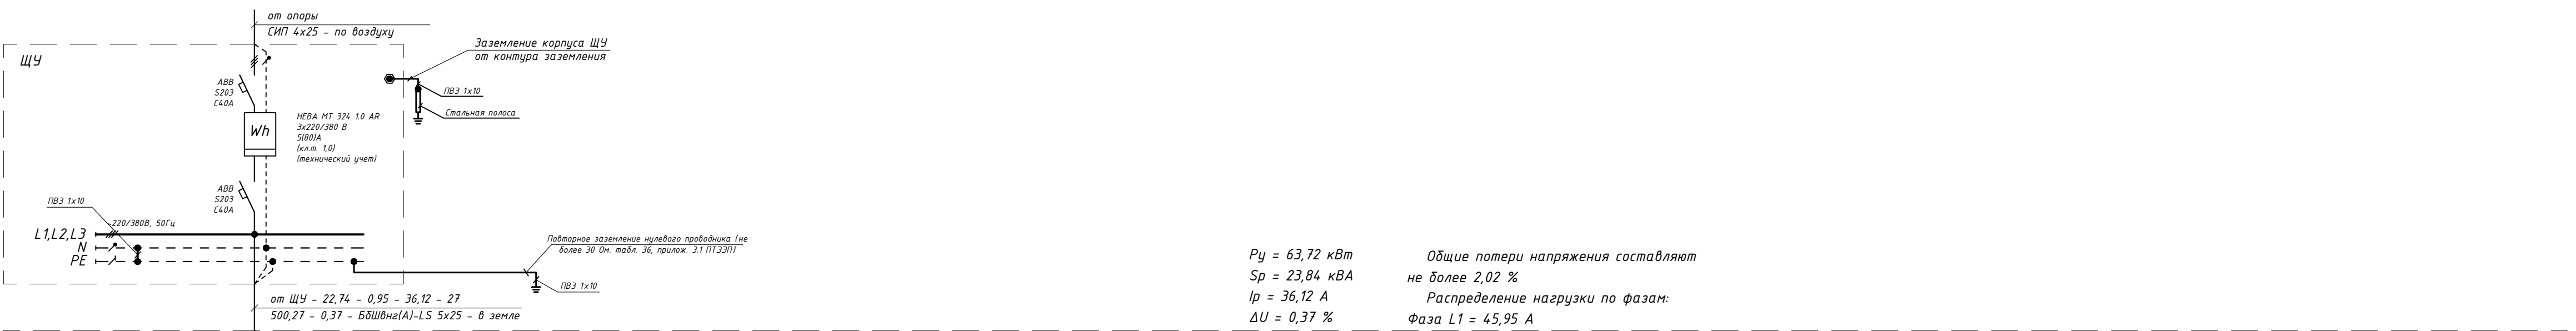 от опоры
СИП 4х25 - по воздуху
ЩУ
Заземление корпуса ЩУ
от контура заземления
ABB
S203
C40A
ПВ3 1х10
Стальная полоса
Wh
НЕВА МТ 324 1.0 AR
3х220/380 В
5(80)А
(кл.т. 1,0)
(технический учет)
ABB
S203
C40A
ПВ3 1х10
~220/380В, 50Гц
L1,L2,L3
N
PE
Повторное заземление нулевого проводника (не
более 30 Ом. табл. 36, прилож. 3.1 ПТЭЭП)
ПВ3 1х10
от ЩУ - 22,74 - 0,95 - 36,12 - 27
500,27 - 0,37 - БбШвнг(А)-LS 5х25 - в земле
Ру = 63,72 кВт
Sp = 23,84 кВА
Iр = 36,12 А
ΔU = 0,37 %
Общие потери напряжения составляют
не более 2,02 %
Распределение нагрузки по фазам:
Фаза L1 = 45,95 А